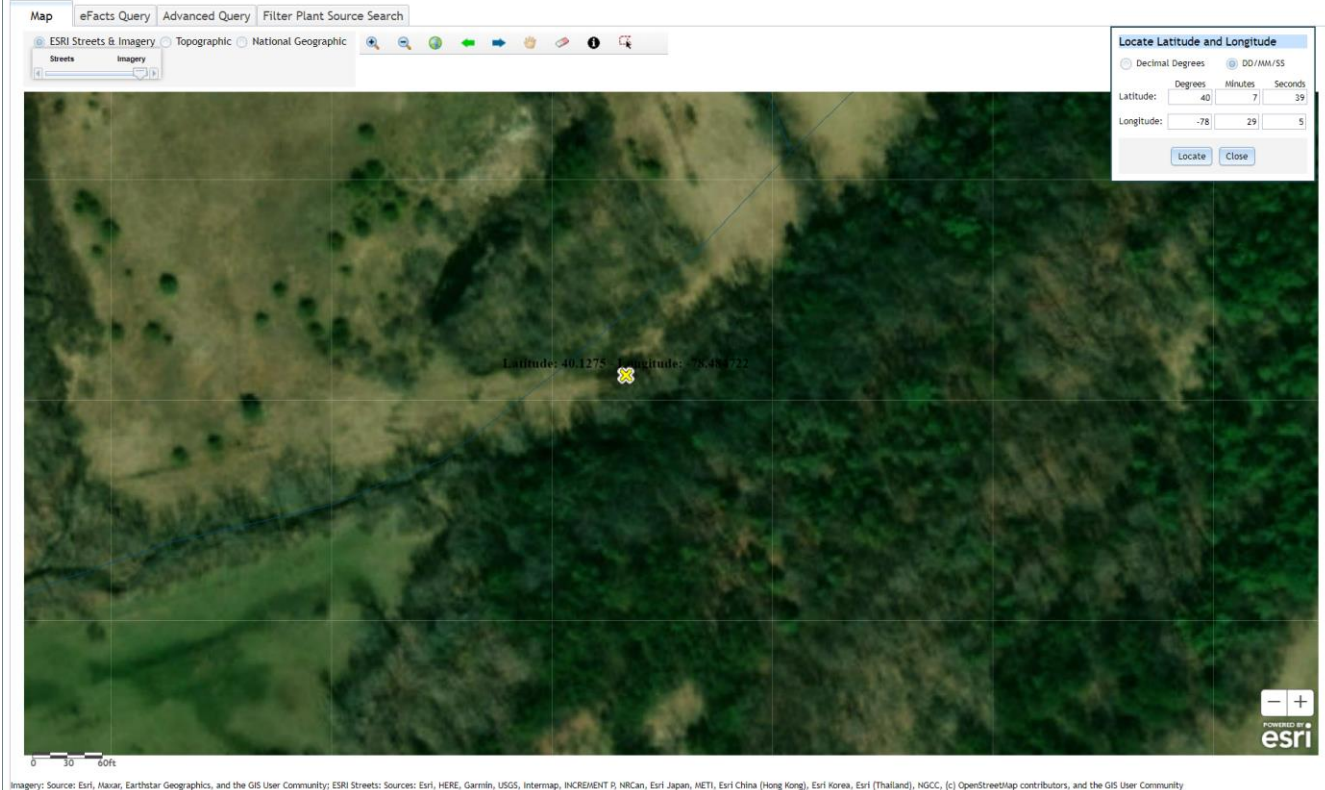 Map eFacts Query Advanced Query Filter Plant Source Search
ESRI Streets & Imagery Topographic National Geographic
Streets Imagery
Locate Latitude and Longitude
Decimal Degrees DD/MM/SS
Degrees Minutes Seconds
Latitude: 40 7 39
Longitude: -78 29 5
Locate Close
Latitude: 40.1275 Longitude: -78.484722
POWERED BY
esri
0 30 60ft
Imagery: Source: Esri, Maxar, Earthstar Geographics, and the GIS User Community; ESRI Streets: Sources: Esri, HERE, Garmin, USGS, Intermap, INCREMENT P, NRCan, Esri Japan, METI, Esri China (Hong Kong), Esri Korea, Esri (Thailand), NGCC, (c) OpenStreetMap contributors, and the GIS User Community